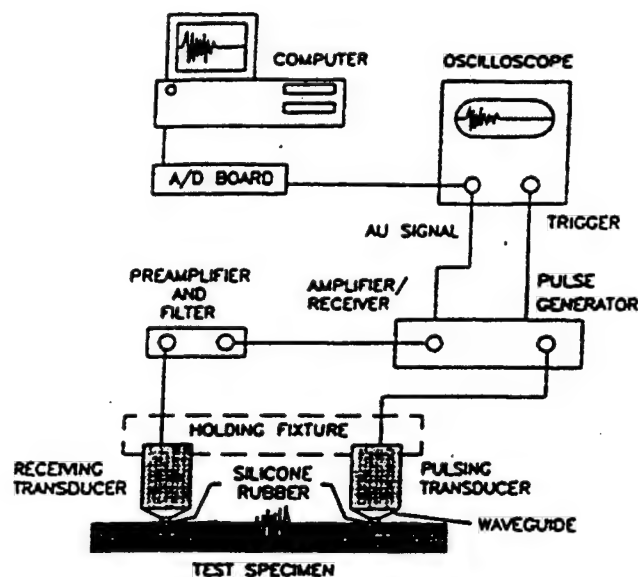 COMPUTER
OSCILLOSCOPE
A/D BOARD
AU SIGNAL
TRIGGER
PREAMPLIFIER
AND
FILTER
AMPLIFIER/
RECEIVER
PULSE
GENERATOR
HOLDING FIXTURE
RECEIVING
TRANSDUCER
SILICONE
RUBBER
PULSING
TRANSDUCER
WAVEGUIDE
TEST SPECIMEN